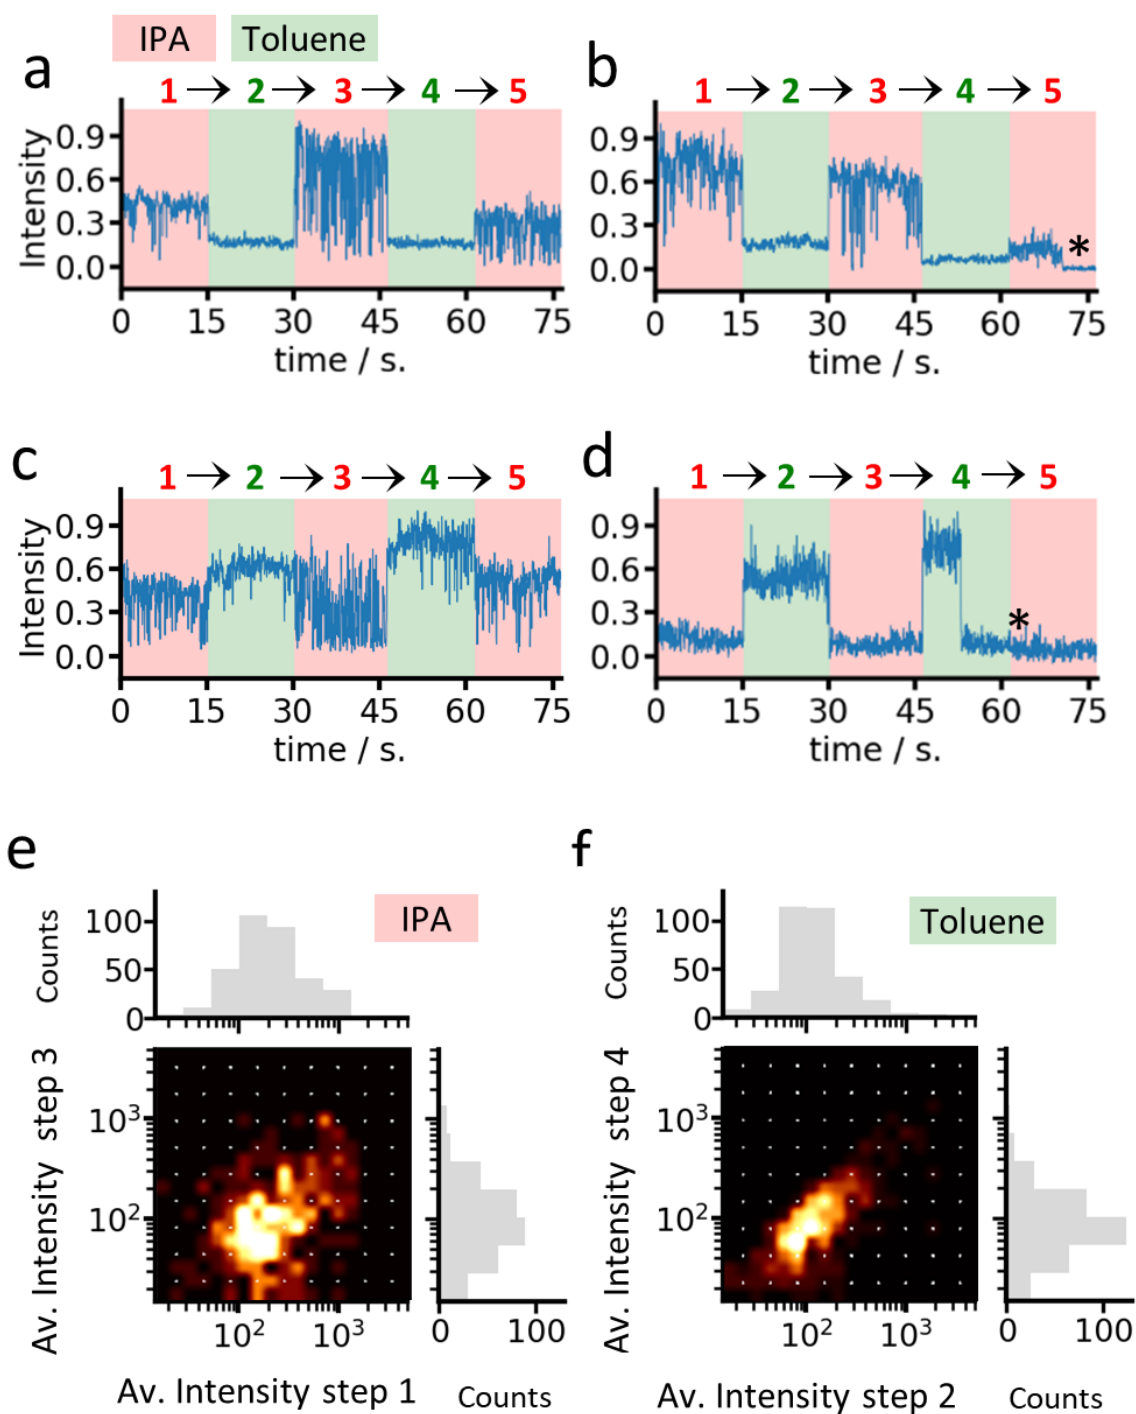 IPA Toluene
a
1 → 2 → 3 → 4 → 5
Intensity
0.9
0.6
0.3
0.0
0 15 30 45 60 75
time / s.
b
1 → 2 → 3 → 4 → 5
0.9
0.6
0.3
0.0
*
0 15 30 45 60 75
time / s.
c
1 → 2 → 3 → 4 → 5
Intensity
0.9
0.6
0.3
0.0
0 15 30 45 60 75
time / s.
d
1 → 2 → 3 → 4 → 5
0.9
0.6
0.3
0.0
*
0 15 30 45 60 75
time / s.
e
IPA
Counts
100
50
0
Av. Intensity step 3
10³
10²
10² 10³
Av. Intensity step 1
0 100
Counts
f
Toluene
Counts
100
50
0
Av. Intensity step 4
10³
10²
10² 10³
Av. Intensity step 2
0 100
Counts